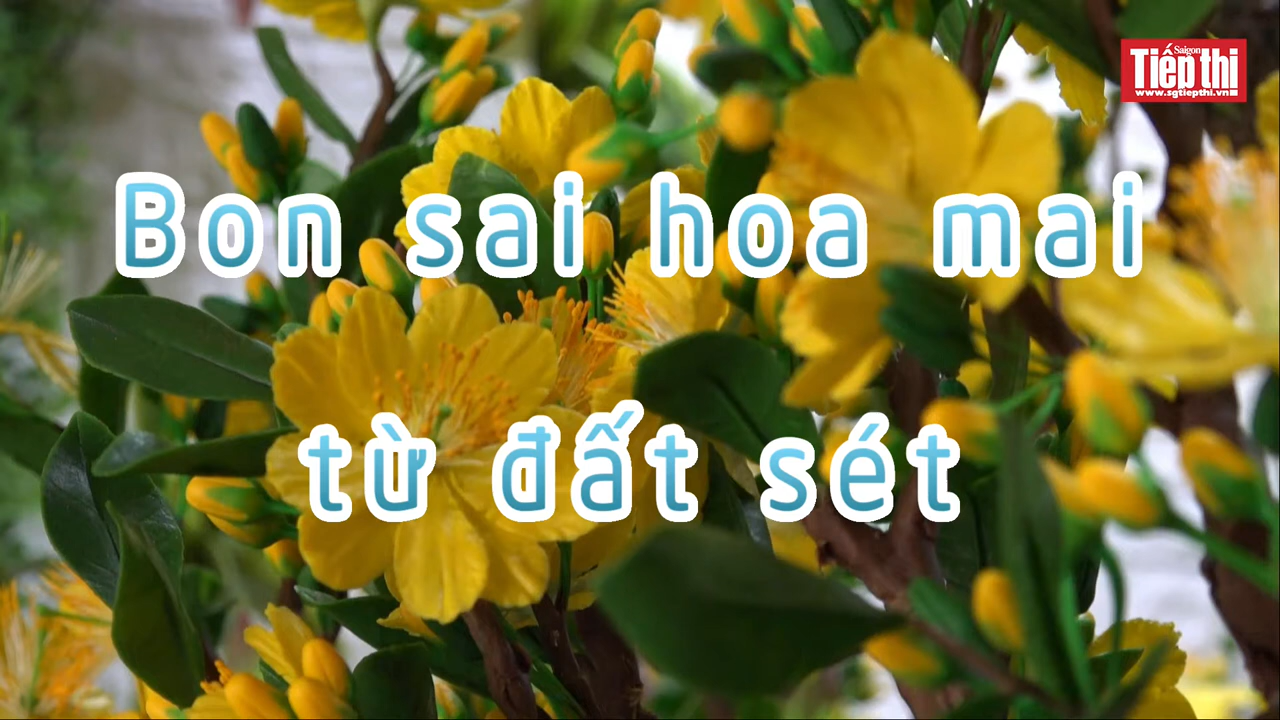 Saigon
Tiếp thị
www.sgtiepthi.vn
Bon sai hoa mai
từ đất sét